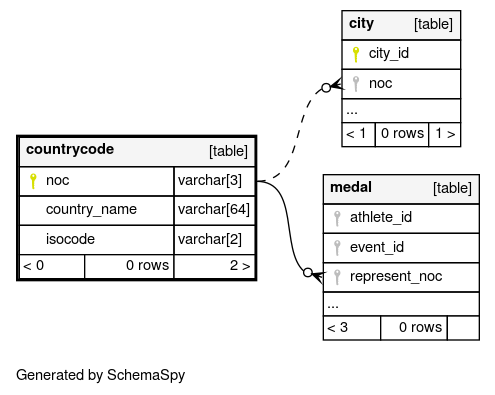 city [table]
city_id
noc
...
< 1 0 rows 1 >
countrycode [table]
noc varchar[3]
country_name varchar[64]
isocode varchar[2]
< 0 0 rows 2 >
medal [table]
athlete_id
event_id
represent_noc
...
< 3 0 rows
Generated by SchemaSpy